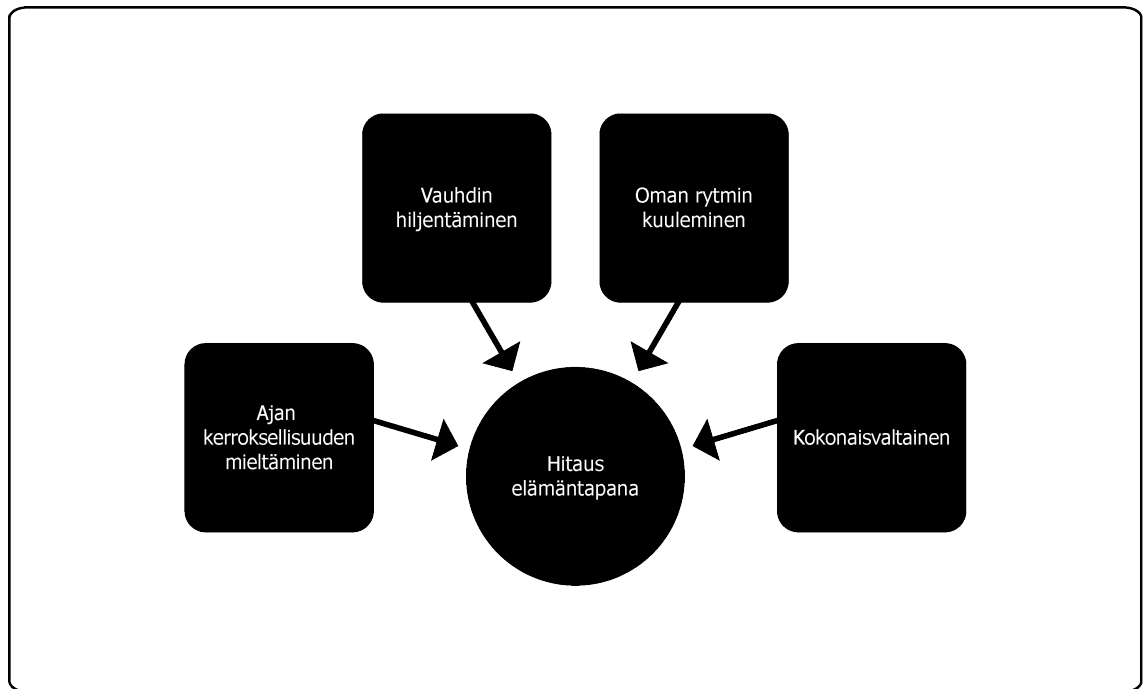 Vauhdin
hiljentäminen
Oman rytmin
kuuleminen
Ajan
kerroksellisuuden
mieltäminen
Kokonaisvaltainen
Hitaus
elämäntapana